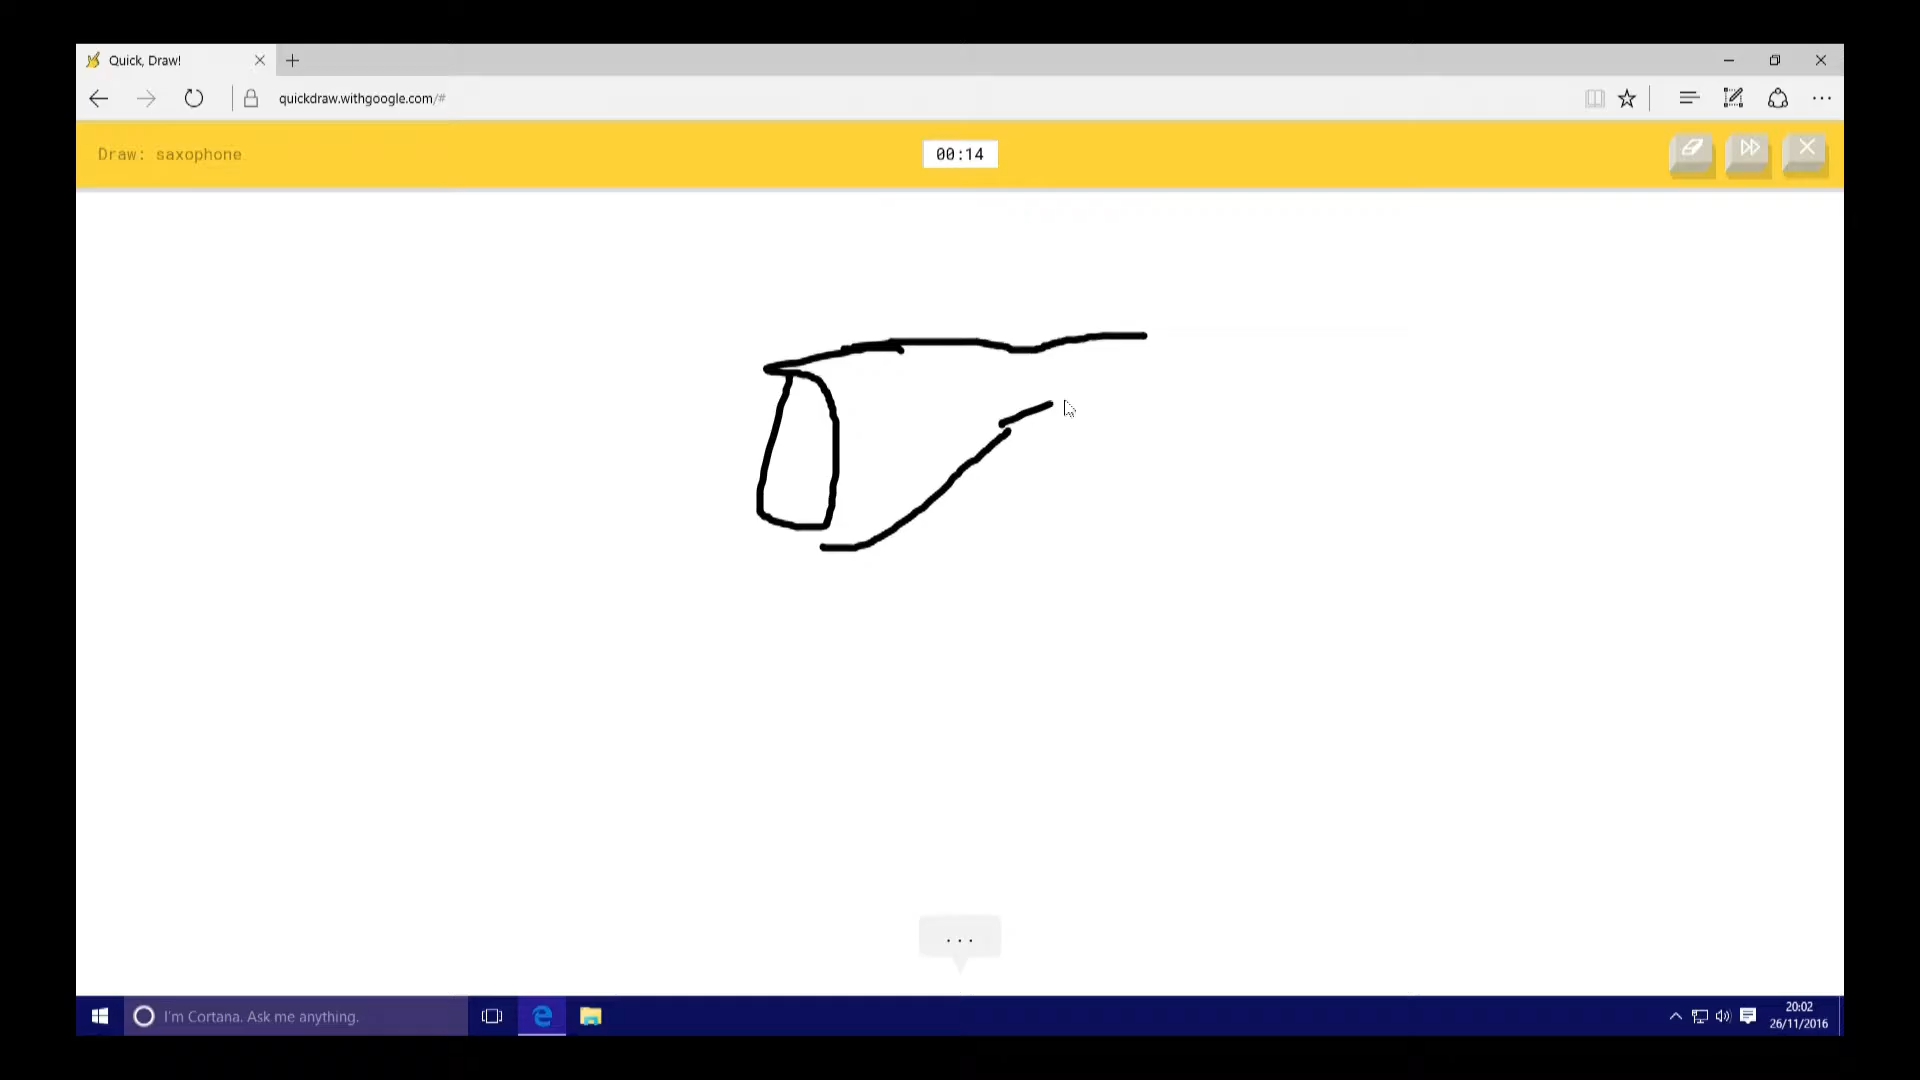 Quick, Draw!
quickdraw.withgoogle.com/#
Draw: saxophone
00:14
...
I'm Cortana. Ask me anything.
20:02
26/11/2016